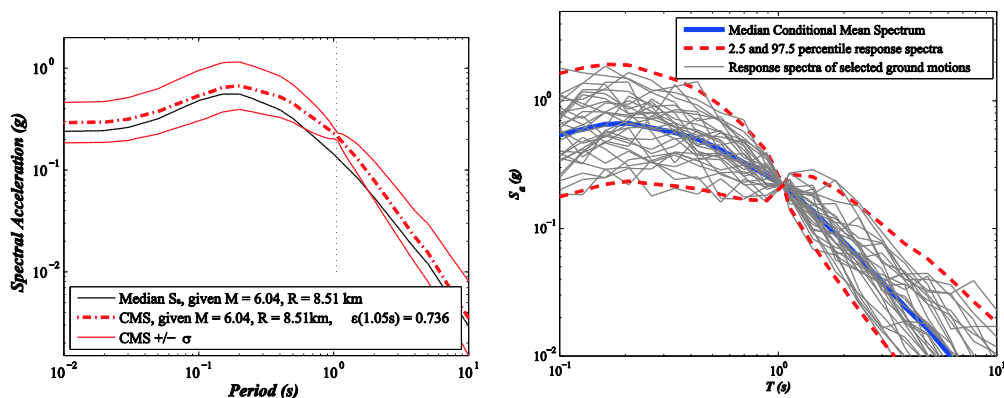 Spectral Acceleration (g)
10⁰
10⁻¹
10⁻²
Median Sₐ, given M = 6.04, R = 8.51 km
CMS, given M = 6.04, R = 8.51km, ε(1.05s) = 0.736
CMS +/- σ
10⁻² 10⁻¹ 10⁰ 10¹
Period (s)
Median Conditional Mean Spectrum
2.5 and 97.5 percentile response spectra
Response spectra of selected ground motions
Sₐ (g)
10⁰
10⁻¹
10⁻²
10⁻¹ 10⁰ 10¹
T (s)